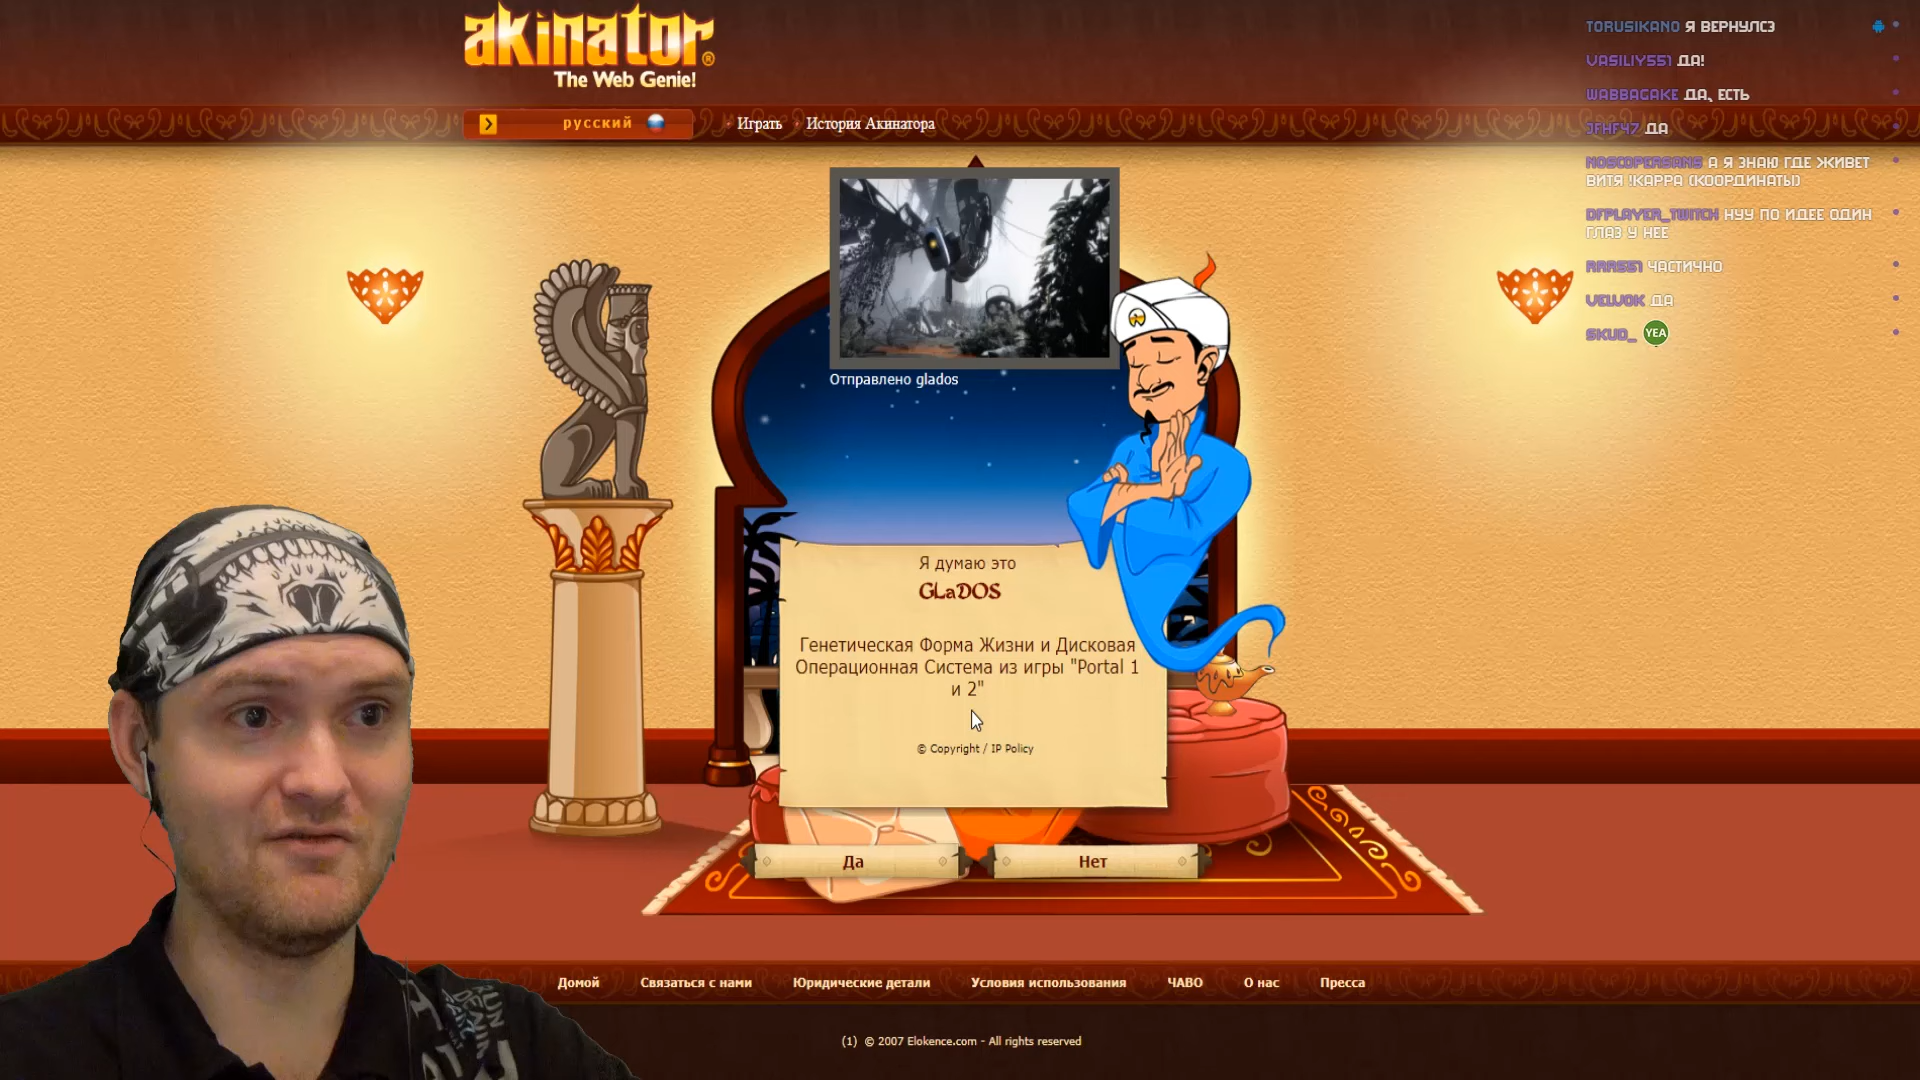 akinator®
The Web Genie!
русский
Играть
История Акинатора
TORUSIKANO Я ВЕРНУЛСЗ
VASILIY551 ДА!
WABBAGAKE ДА, ЕСТЬ
JFHF47 ДА
NOSCOPERSANS А Я ЗНАЮ ГДЕ ЖИВЕТ
ВИТЯ !КАРРА (КООРДИНАТЫ)
DFPLAYER_TWITCH НУУ ПО ИДЕЕ ОДИН
ГЛАЗ У НЕЕ
ЧАСТИЧНО
VELVOK ДА
SKUD_ YEA
Отправлено glados
Я думаю это
GLaDOS
Генетическая Форма Жизни и Дисковая
Операционная Система из игры "Portal 1
и 2"
© Copyright / IP Policy
Да
Нет
Домой
Связаться с нами
Юридические детали
Условия использования
ЧАВО
О нас
Пресса
(1) © 2007 Elokence.com - All rights reserved